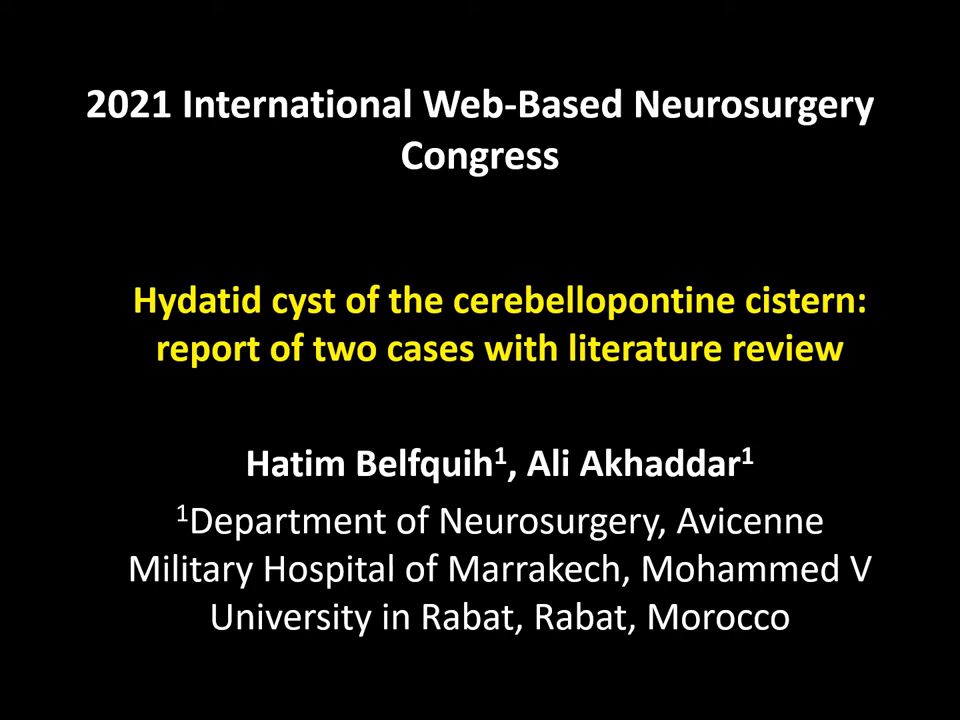 2021 International Web-Based Neurosurgery
Congress
Hydatid cyst of the cerebellopontine cistern:
report of two cases with literature review
Hatim Belfquih¹, Ali Akhaddar¹
¹Department of Neurosurgery, Avicenne
Military Hospital of Marrakech, Mohammed V
University in Rabat, Rabat, Morocco